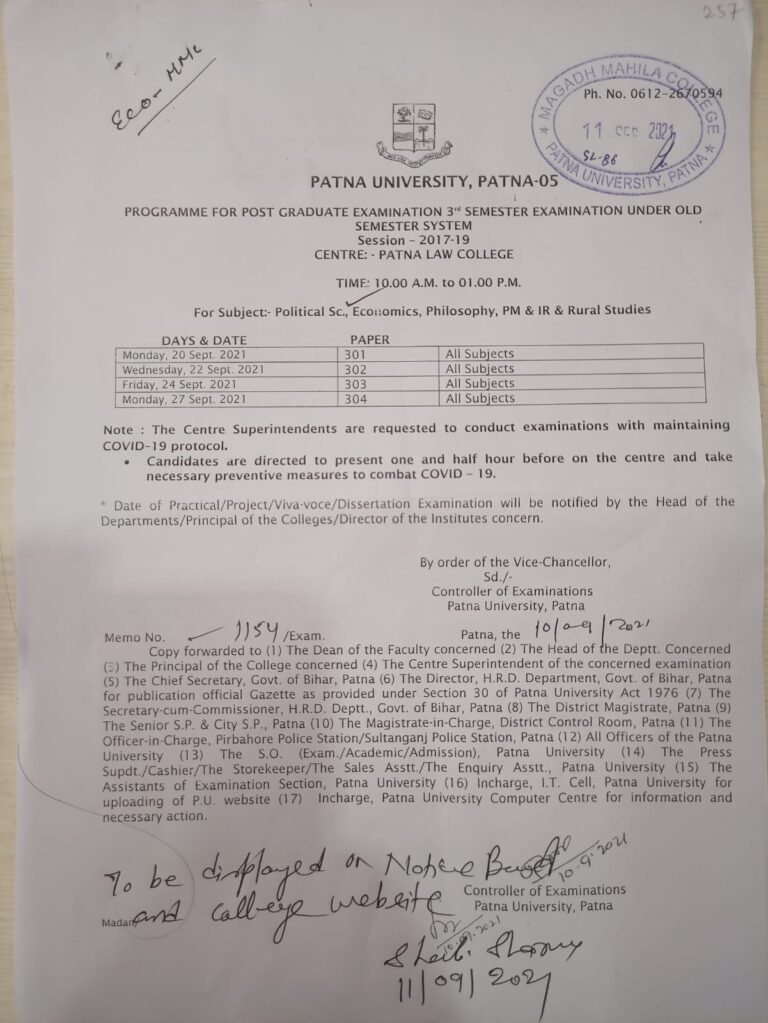 257
Eco - MMC
Ph. No. 0612-2670594
MAGADH MAHILA COLLEGE
11 SEP 2021
SL-86
PATNA UNIVERSITY, PATNA
PATNA UNIVERSITY, PATNA-05
PROGRAMME FOR POST GRADUATE EXAMINATION 3rd SEMESTER EXAMINATION UNDER OLD
SEMESTER SYSTEM
Session – 2017-19
CENTRE: - PATNA LAW COLLEGE
TIME: 10.00 A.M. to 01.00 P.M.
For Subject:- Political Sc., Economics, Philosophy, PM & IR & Rural Studies
DAYS & DATE PAPER
Monday, 20 Sept. 2021 301 All Subjects
Wednesday, 22 Sept. 2021 302 All Subjects
Friday, 24 Sept. 2021 303 All Subjects
Monday, 27 Sept. 2021 304 All Subjects
Note : The Centre Superintendents are requested to conduct examinations with maintaining
COVID-19 protocol.
• Candidates are directed to present one and half hour before on the centre and take
necessary preventive measures to combat COVID – 19.
* Date of Practical/Project/Viva-voce/Dissertation Examination will be notified by the Head of the
Departments/Principal of the Colleges/Director of the Institutes concern.
By order of the Vice-Chancellor,
Sd./-
Controller of Examinations
Patna University, Patna
Memo No. 1154 /Exam. Patna, the 10/09/2021
Copy forwarded to (1) The Dean of the Faculty concerned (2) The Head of the Deptt. Concerned
(3) The Principal of the College concerned (4) The Centre Superintendent of the concerned examination
(5) The Chief Secretary, Govt. of Bihar, Patna (6) The Director, H.R.D. Department, Govt. of Bihar, Patna
for publication official Gazette as provided under Section 30 of Patna University Act 1976 (7) The
Secretary-cum-Commissioner, H.R.D. Deptt., Govt. of Bihar, Patna (8) The District Magistrate, Patna (9)
The Senior S.P. & City S.P., Patna (10) The Magistrate-in-Charge, District Control Room, Patna (11) The
Officer-in-Charge, Pirbahore Police Station/Sultanganj Police Station, Patna (12) All Officers of the Patna
University (13) The S.O. (Exam./Academic/Admission), Patna University (14) The Press
Supdt./Cashier/The Storekeeper/The Sales Asstt./The Enquiry Asstt., Patna University (15) The
Assistants of Examination Section, Patna University (16) Incharge, I.T. Cell, Patna University for
uploading of P.U. website (17) Incharge, Patna University Computer Centre for information and
necessary action.
To be displayed on Notice Board
10.9.2021
Controller of Examinations
Patna University, Patna
Madan and college website
10.09.2021
11/09/2021